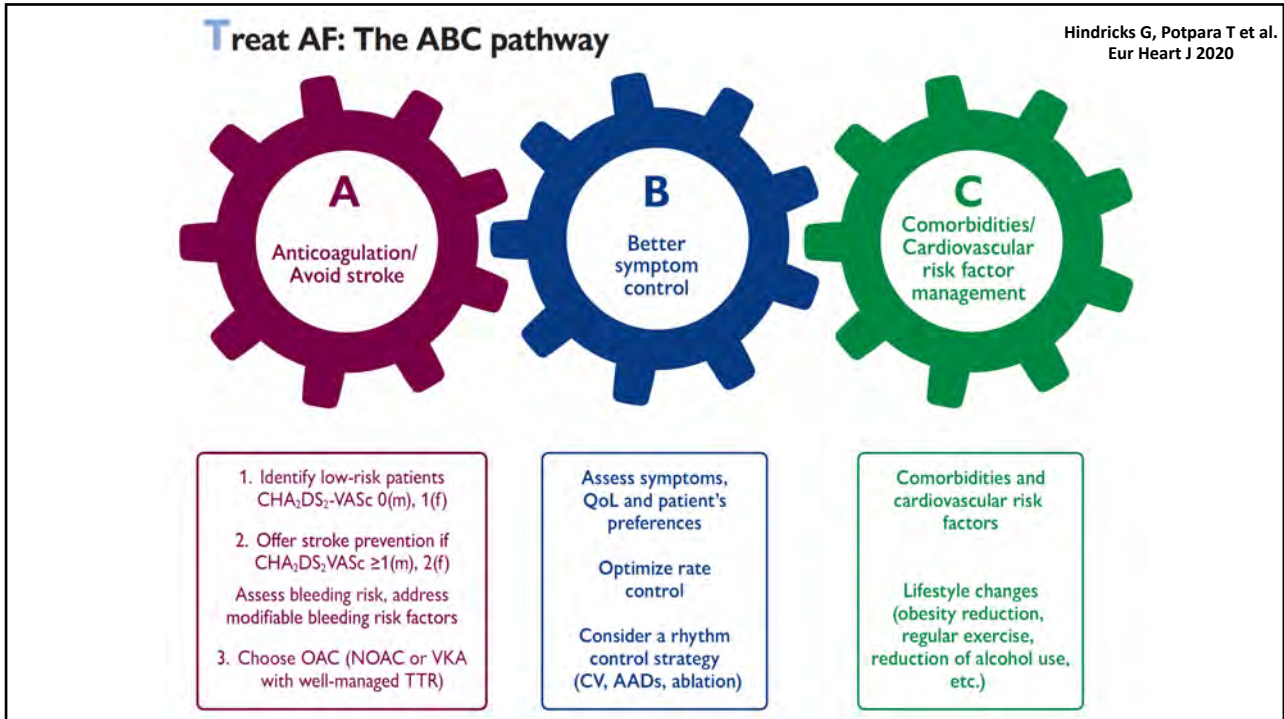 Treat AF: The ABC pathway
Hindricks G, Potpara T et al.
Eur Heart J 2020
A
Anticoagulation/
Avoid stroke
B
Better
symptom
control
C
Comorbidities/
Cardiovascular
risk factor
management
1. Identify low-risk patients
CHA₂DS₂-VASc 0(m), 1(f)
2. Offer stroke prevention if
CHA₂DS₂VASc ≥1(m), 2(f)
Assess bleeding risk, address
modifiable bleeding risk factors
3. Choose OAC (NOAC or VKA
with well-managed TTR)
Assess symptoms,
QoL and patient's
preferences
Optimize rate
control
Consider a rhythm
control strategy
(CV, AADs, ablation)
Comorbidities and
cardiovascular risk
factors
Lifestyle changes
(obesity reduction,
regular exercise,
reduction of alcohol use,
etc.)